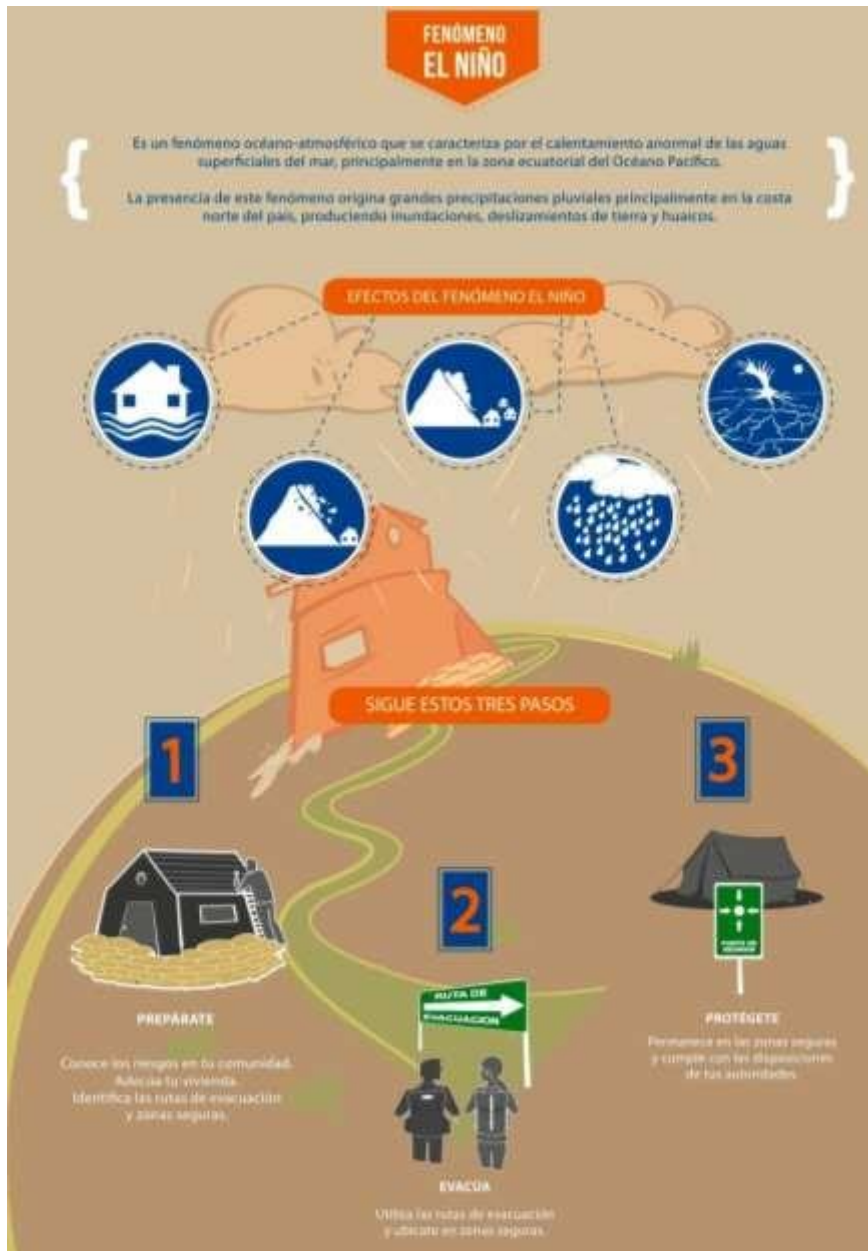 FENÓMENO
EL NIÑO
Es un fenómeno océano-atmosférico que se caracteriza por el calentamiento anormal de las aguas
superficiales del mar, principalmente en la zona ecuatorial del Océano Pacífico.
La presencia de este fenómeno origina grandes precipitaciones pluviales principalmente en la costa
norte del país, produciendo inundaciones, deslizamientos de tierra y huaicos.
EFECTOS DEL FENÓMENO EL NIÑO
SIGUE ESTOS TRES PASOS
1
PREPÁRATE
Conoce los riesgos en tu comunidad.
Adecúa tu vivienda.
Identifica las rutas de evacuación
y zonas seguras.
2
RUTA DE
EVACUACIÓN
EVACÚA
Utiliza las rutas de evacuación
y ubícate en zonas seguras.
3
PUNTO DE
REUNIÓN
PROTÉGETE
Permanece en las zonas seguras
y cumple con las disposiciones
de tus autoridades.